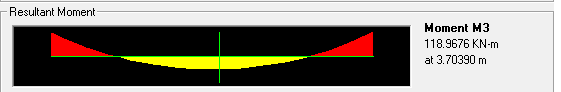 Resultant Moment
Moment M3
118.9676 KN-m
at 3.70390 m